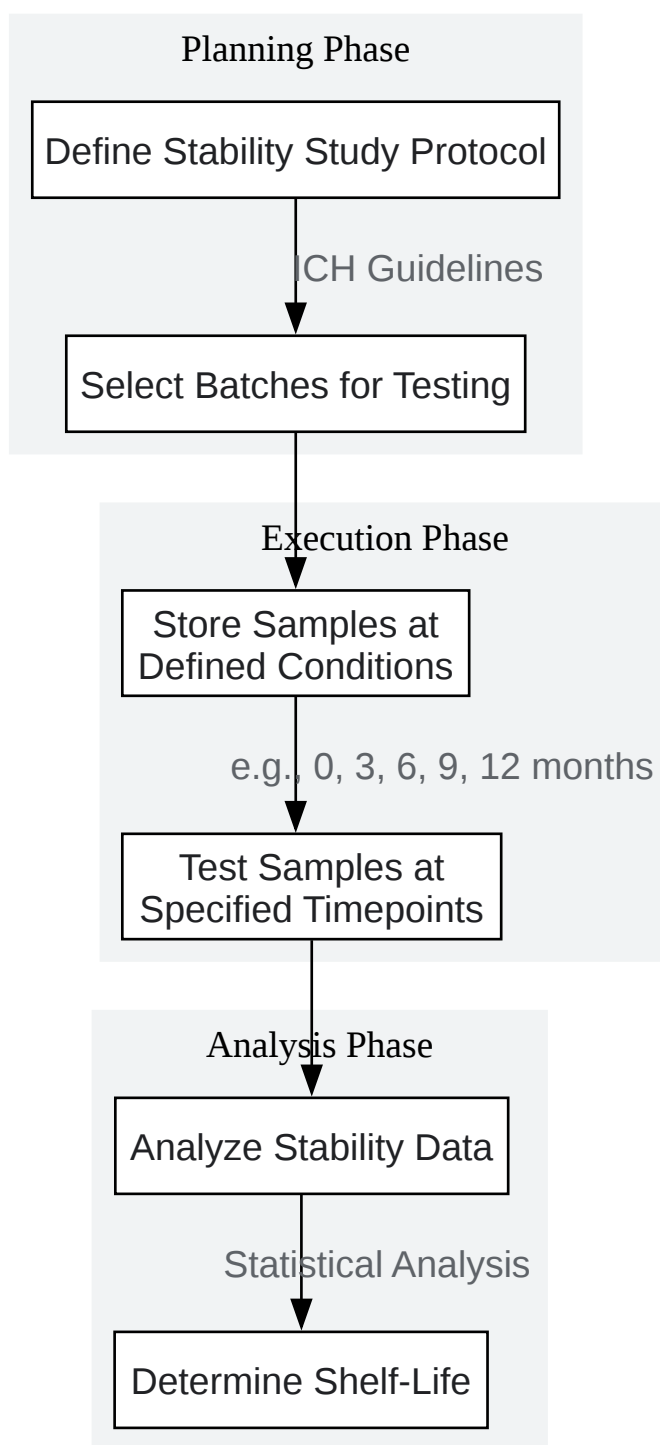 Planning Phase
Define Stability Study Protocol
ICH Guidelines
Select Batches for Testing
Execution Phase
Store Samples at
Defined Conditions
e.g., 0, 3, 6, 9, 12 months
Test Samples at
Specified Timepoints
Analysis Phase
Analyze Stability Data
Statistical Analysis
Determine Shelf-Life